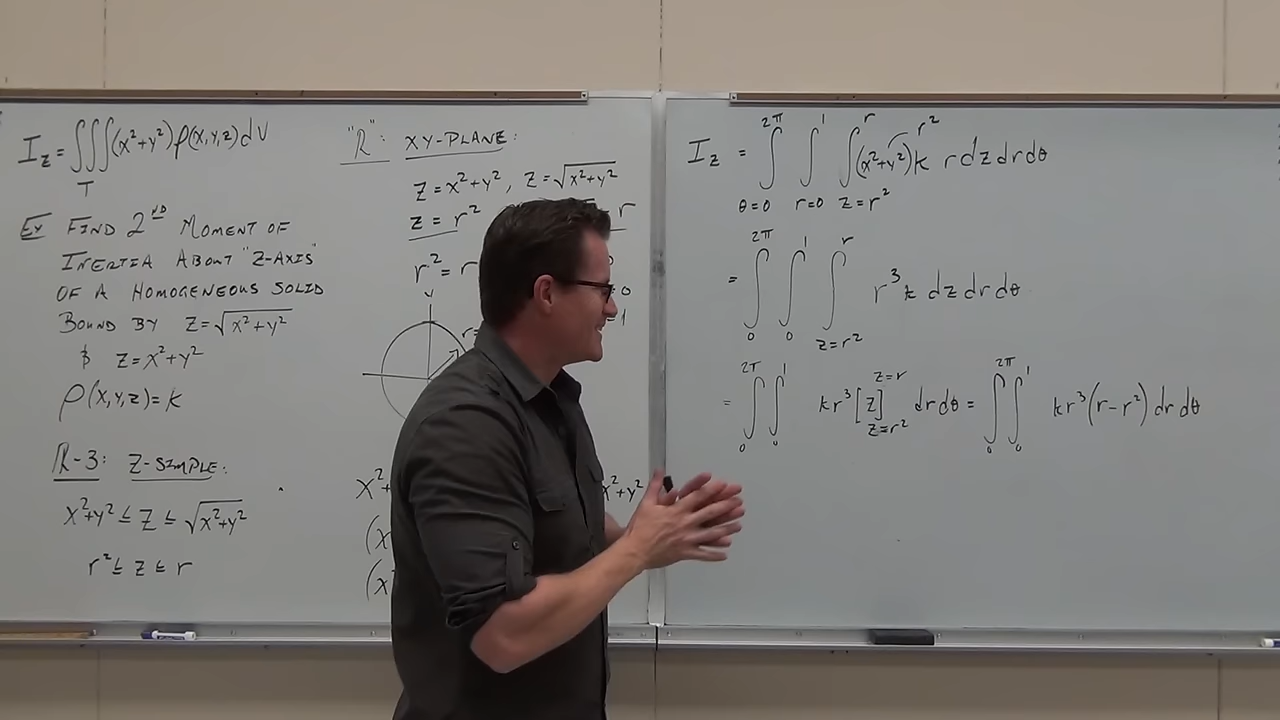 I_z = ∭_T (x²+y²) ρ(x,y,z) dV
Ex FIND 2ND MOMENT OF
INERTIA ABOUT "Z-AXIS"
OF A HOMOGENEOUS SOLID
BOUND BY z=√(x²+y²)
& z=x²+y²
ρ(x,y,z)=k
R-3: Z-SIMPLE:
x²+y² ≤ z ≤ √(x²+y²)
r² ≤ z ≤ r
"R": XY-PLANE:
z=x²+y², z=√(x²+y²)
z=r² r
r²=r
y
x²+ x²+y²
(x
(x
I_z = ∫_{θ=0}^{2π} ∫_{r=0}^{1} ∫_{z=r²}^{r} (x²+y²)k r dz dr dθ
r²
= ∫_0^{2π} ∫_0^1 ∫_{z=r²}^{r} r³ k dz dr dθ
= ∫_0^{2π} ∫_0^1 kr³ [z]_{z=r²}^{z=r} dr dθ = ∫_0^{2π} ∫_0^1 kr³(r-r²) dr dθ